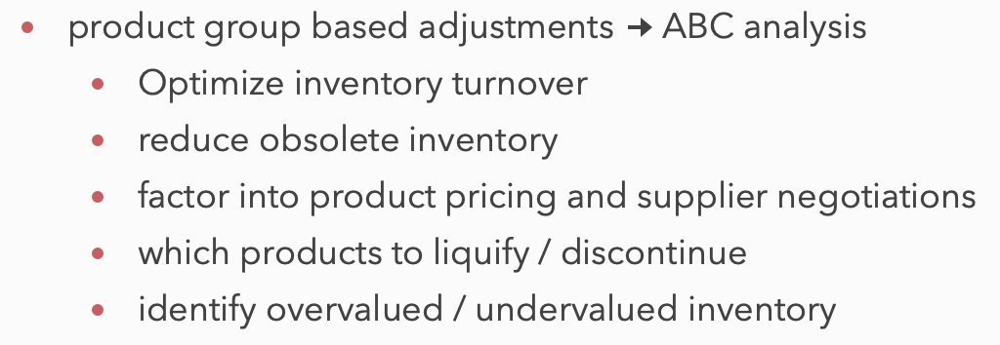 • product group based adjustments → ABC analysis
• Optimize inventory turnover
• reduce obsolete inventory
• factor into product pricing and supplier negotiations
• which products to liquify / discontinue
• identify overvalued / undervalued inventory